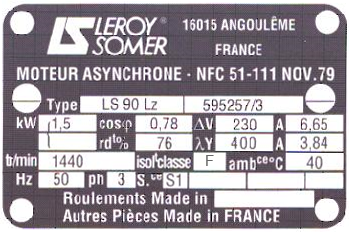 LEROY 16015 ANGOULÊME
SOMER FRANCE
MOTEUR ASYNCHRONE - NFC 51-111 NOV.79
Type LS 90 Lz 595257/3
kW 1,5 cosφ 0,78 ΔV 230 A 6,65
rdt% 76 λY 400 A 3,84
tr/min 1440 isolt classe F ambce°C 40
Hz 50 ph 3 S.ce S1
Roulements Made in
Autres Pièces Made in FRANCE